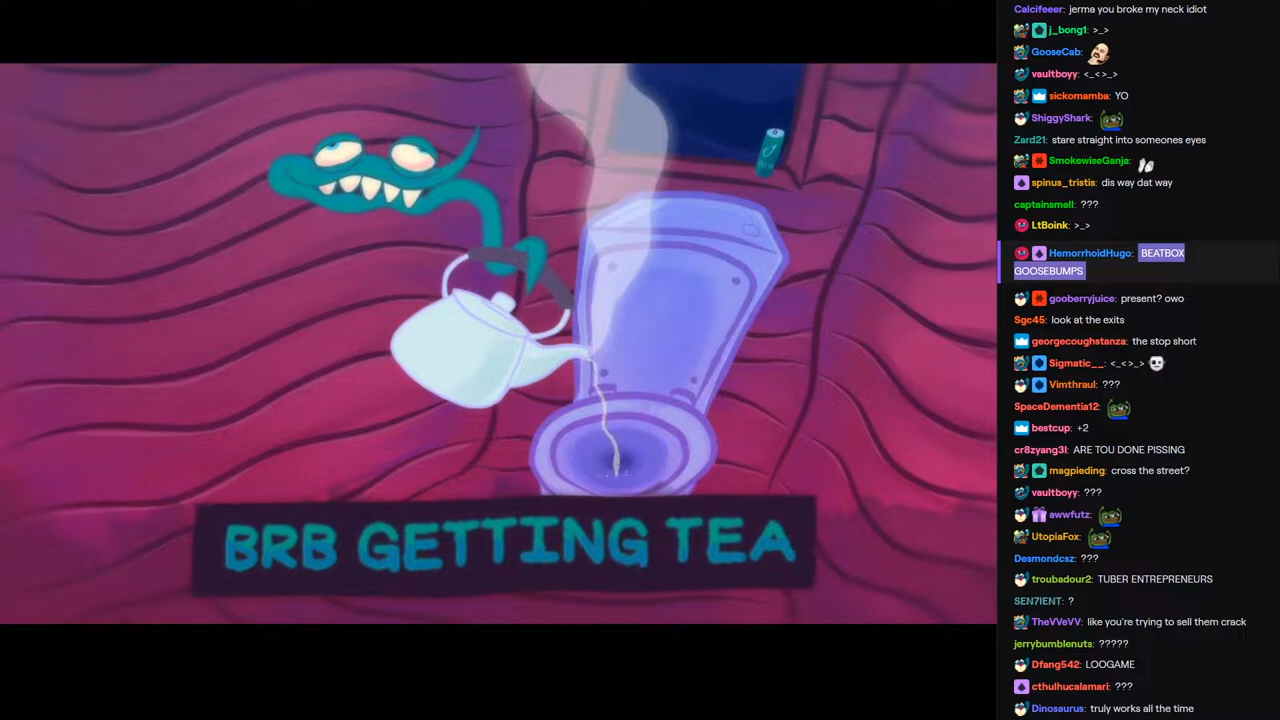 BRB GETTING TEA
Calcifeeer: jerma you broke my neck idiot
j_bong1: >_>
GooseCab:
vaultboyy: <_<>_>
sickomamba: YO
ShiggyShark:
Zard21: stare straight into someones eyes
SmokewiseGanja:
spinus_tristis: dis way dat way
captainsmell: ???
LtBoink: >_>
HemorrhoidHugo: BEATBOX
GOOSEBUMPS
gooberryjuice: present? owo
Sgc45: look at the exits
georgecoughstanza: the stop short
Sigmatic__: <_<>_>
Vimthraul: ???
SpaceDementia12:
bestcup: +2
cr8zyang3l: ARE TOU DONE PISSING
magpieding: cross the street?
vaultboyy: ???
awwfutz:
UtopiaFox:
Desmondcsz: ???
troubadour2: TUBER ENTREPRENEURS
SEN7IENT: ?
TheVVeVV: like you're trying to sell them crack
jerrybumblenuts: ?????
Dfang542: LOOGAME
cthulhucalamari: ???
Dinosaurus: truly works all the time